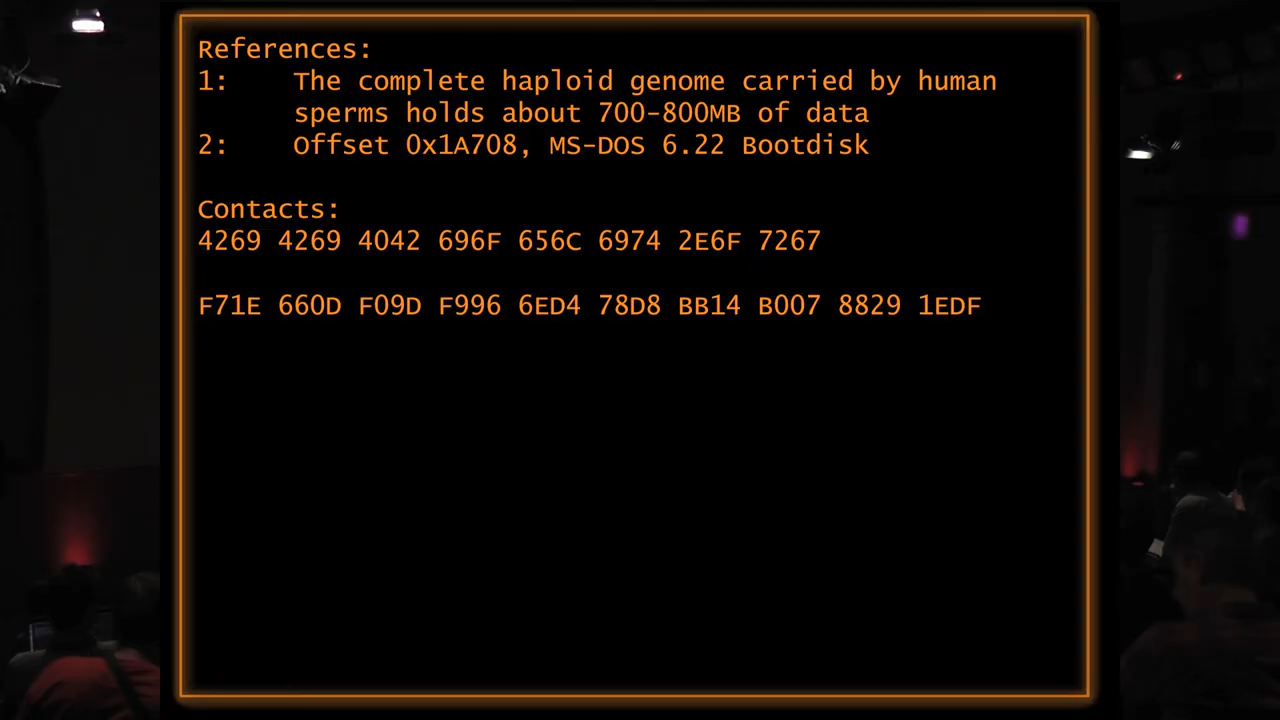 References:
1: The complete haploid genome carried by human
sperms holds about 700-800MB of data
2: Offset 0x1A708, MS-DOS 6.22 Bootdisk
Contacts:
4269 4269 4042 696F 656C 6974 2E6F 7267
F71E 660D F09D F996 6ED4 78D8 BB14 B007 8829 1EDF